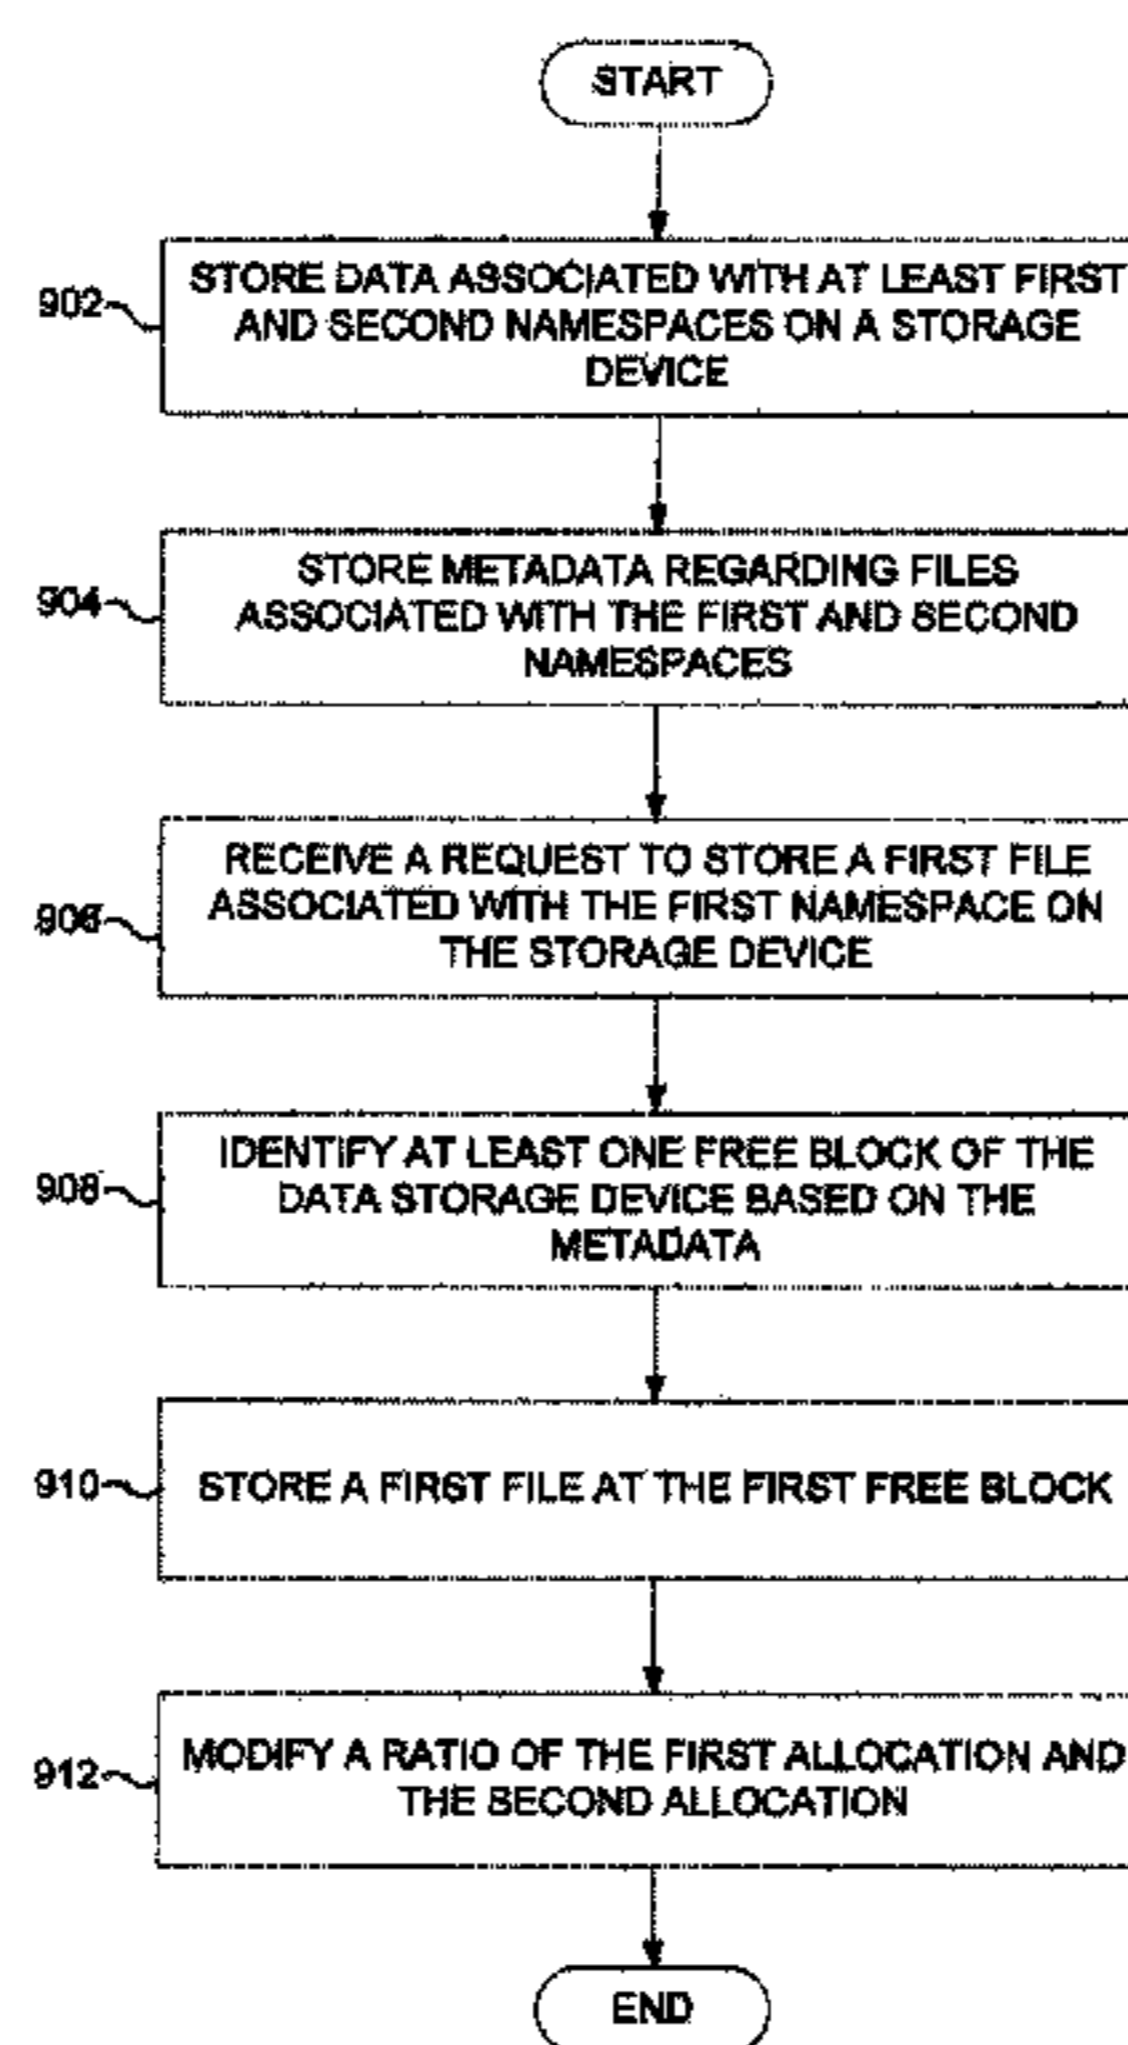 START
902
STORE DATA ASSOCIATED WITH AT LEAST FIRST
AND SECOND NAMESPACES ON A STORAGE
DEVICE
904
STORE METADATA REGARDING FILES
ASSOCIATED WITH THE FIRST AND SECOND
NAMESPACES
906
RECEIVE A REQUEST TO STORE A FIRST FILE
ASSOCIATED WITH THE FIRST NAMESPACE ON
THE STORAGE DEVICE
908
IDENTIFY AT LEAST ONE FREE BLOCK OF THE
DATA STORAGE DEVICE BASED ON THE
METADATA
910
STORE A FIRST FILE AT THE FIRST FREE BLOCK
912
MODIFY A RATIO OF THE FIRST ALLOCATION AND
THE SECOND ALLOCATION
END